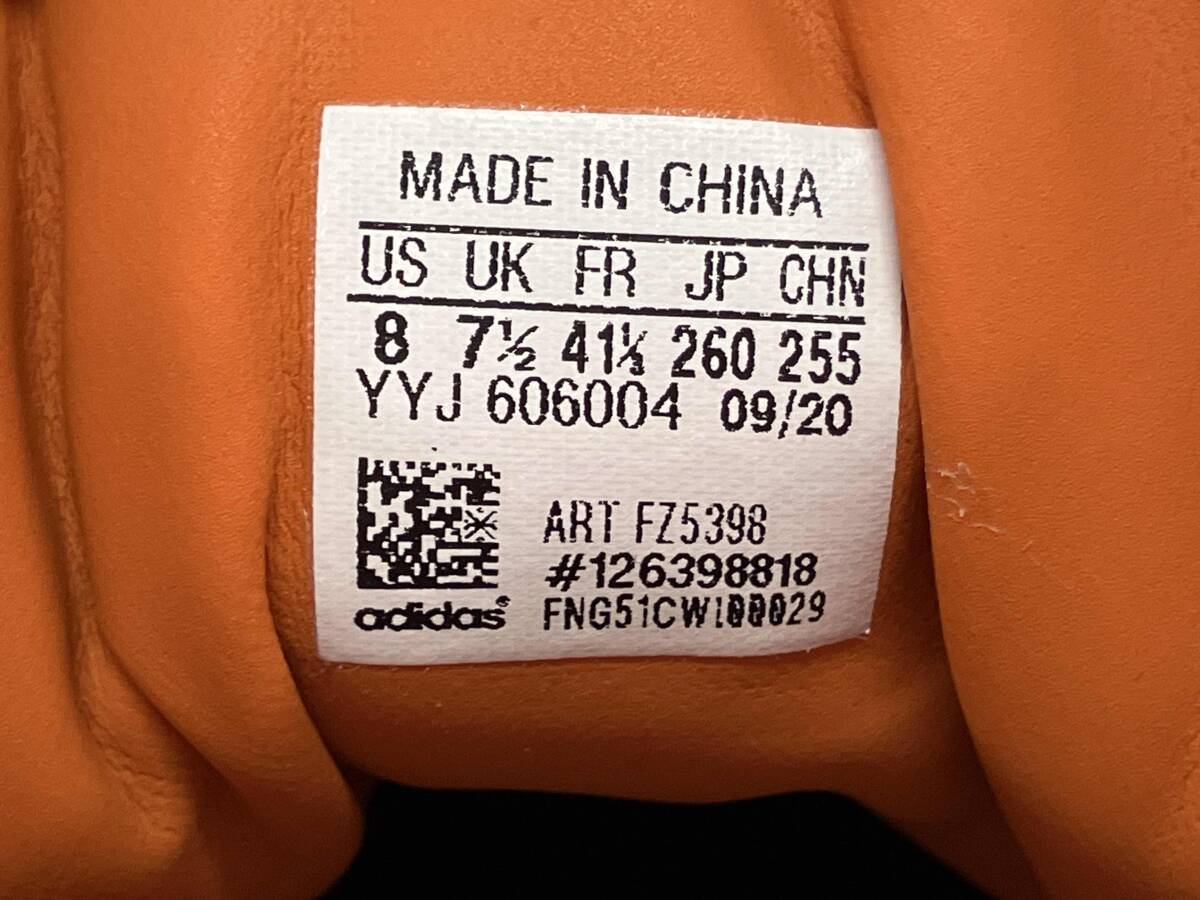 MADE IN CHINA
US UK FR JP CHN
8 7½ 41⅓ 260 255
YYJ 606004 09/20
ART FZ5398
#126398818
adidas® FNG51CW100029